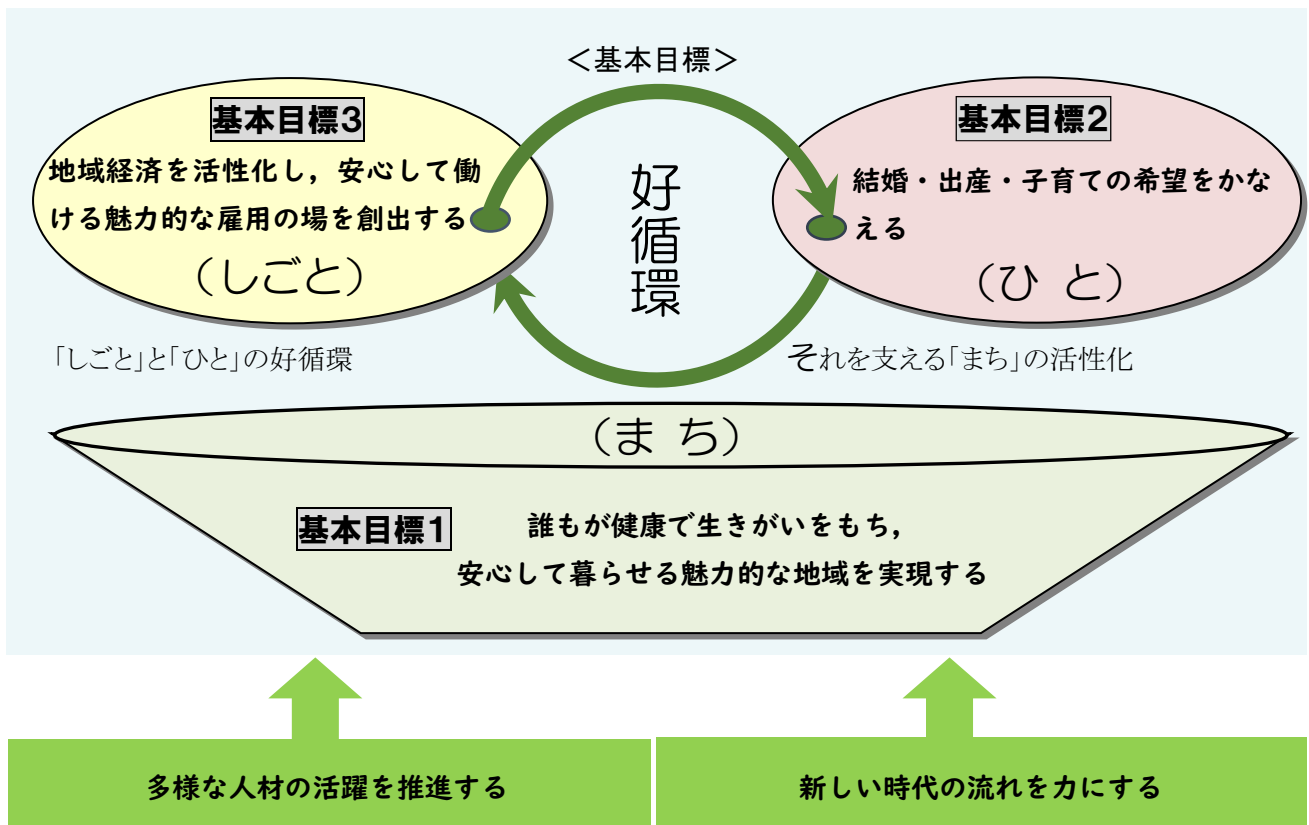 ＜基本目標＞
基本目標3
地域経済を活性化し，安心して働
ける魅力的な雇用の場を創出する
（しごと）
好循環
基本目標2
結婚・出産・子育ての希望をかな
える
（ひ と）
「しごと」と「ひと」の好循環
それを支える「まち」の活性化
（ま ち）
基本目標1
誰もが健康で生きがいをもち，
安心して暮らせる魅力的な地域を実現する
多様な人材の活躍を推進する
新しい時代の流れを力にする